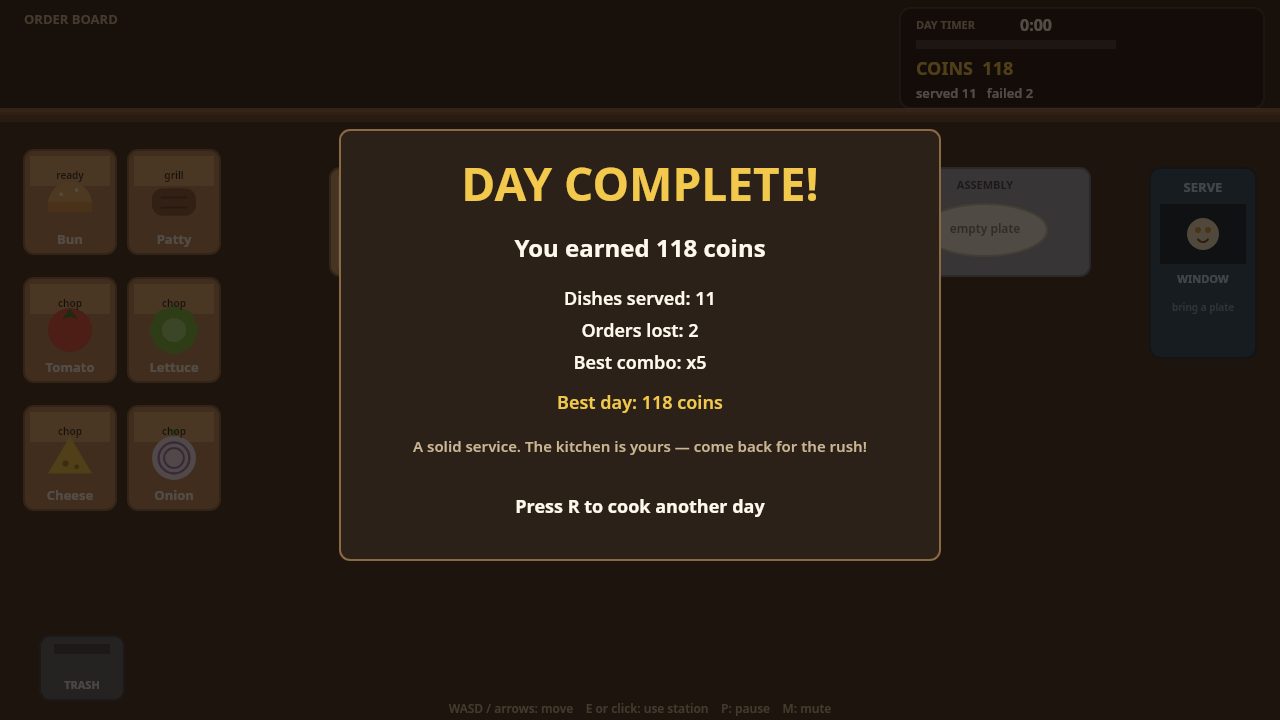 ORDER BOARD
DAY TIMER 0:00
COINS 118
served 11 failed 2
DAY COMPLETE!
You earned 118 coins
Dishes served: 11
Orders lost: 2
Best combo: x5
Best day: 118 coins
A solid service. The kitchen is yours — come back for the rush!
Press R to cook another day
ready
Bun
grill
Patty
chop
Tomato
chop
Lettuce
chop
Cheese
chop
Onion
ASSEMBLY
empty plate
SERVE
WINDOW
bring a plate
TRASH
WASD / arrows: move E or click: use station P: pause M: mute